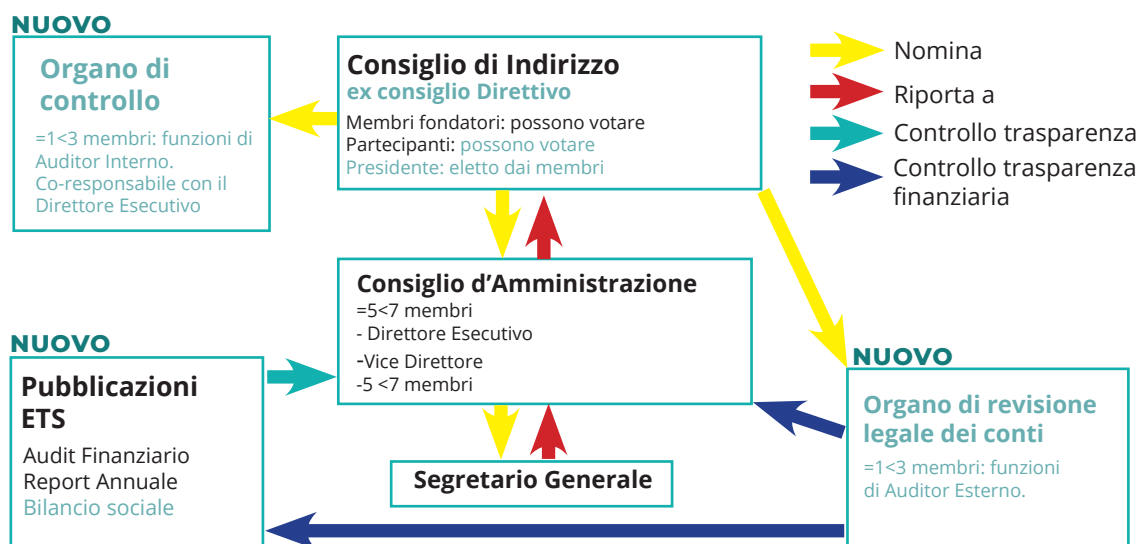 NUOVO
Organo di
controllo
=1<3 membri: funzioni di
Auditor Interno.
Co-responsabile con il
Direttore Esecutivo
Consiglio di Indirizzo
ex consiglio Direttivo
Membri fondatori: possono votare
Partecipanti: possono votare
Presidente: eletto dai membri
Nomina
Riporta a
Controllo trasparenza
Controllo trasparenza
finanziaria
Consiglio d’Amministrazione
=5<7 membri
- Direttore Esecutivo
-Vice Direttore
-5 <7 membri
NUOVO
Pubblicazioni
ETS
Audit Finanziario
Report Annuale
Bilancio sociale
Segretario Generale
NUOVO
Organo di revisione
legale dei conti
=1<3 membri: funzioni
di Auditor Esterno.